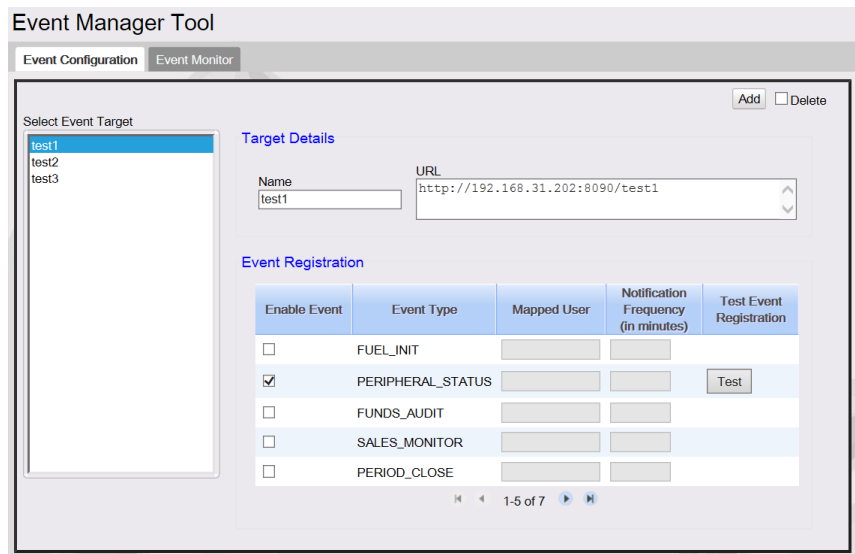 Event Manager Tool
Event Configuration Event Monitor
Add Delete
Select Event Target
test1
test2
test3
Target Details
Name
test1
URL
http://192.168.31.202:8090/test1
Event Registration
Enable Event Event Type Mapped User Notification Frequency (in minutes) Test Event Registration
FUEL_INIT
PERIPHERAL_STATUS Test
FUNDS_AUDIT
SALES_MONITOR
PERIOD_CLOSE
1-5 of 7